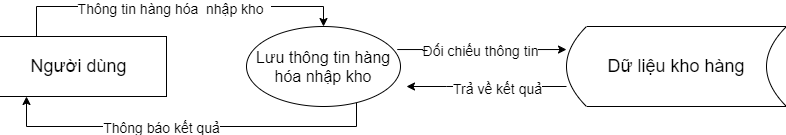 Thông tin hàng hóa nhập kho
Người dùng
Lưu thông tin hàng
hóa nhập kho
Đối chiếu thông tin
Trả về kết quả
Dữ liệu kho hàng
Thông báo kết quả